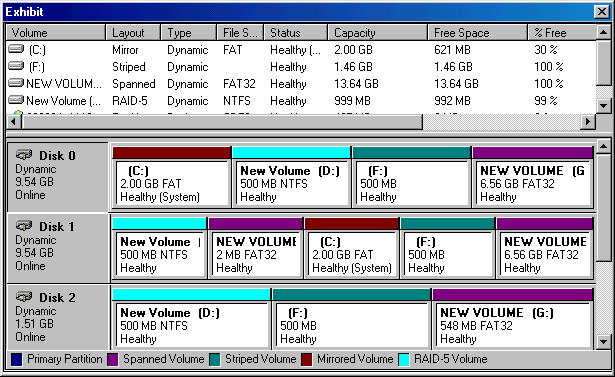 Exhibit
Volume Layout Type File S... Status Capacity Free Space % Free
(C:) Mirror Dynamic FAT Healthy (... 2.00 GB 621 MB 30 %
(F:) Striped Dynamic Healthy 1.46 GB 1.46 GB 100 %
NEW VOLUM... Spanned Dynamic FAT32 Healthy 13.64 GB 13.64 GB 100 %
New Volume (... RAID-5 Dynamic NTFS Healthy 999 MB 992 MB 99 %
Disk 0
Dynamic
9.54 GB
Online
(C:)
2.00 GB FAT
Healthy (System)
New Volume (D:)
500 MB NTFS
Healthy
(F:)
500 MB
Healthy
NEW VOLUME (G
6.56 GB FAT32
Healthy
Disk 1
Dynamic
9.54 GB
Online
New Volume
500 MB NTFS
Healthy
NEW VOLUME
2 MB FAT32
Healthy
(C:)
2.00 GB FAT
Healthy (System)
(F:)
500 MB
Healthy
NEW VOLUME
6.56 GB FAT32
Healthy
Disk 2
Dynamic
1.51 GB
Online
New Volume (D:)
500 MB NTFS
Healthy
(F:)
500 MB
Healthy
NEW VOLUME (G:)
548 MB FAT32
Healthy
Primary Partition Spanned Volume Striped Volume Mirrored Volume RAID-5 Volume